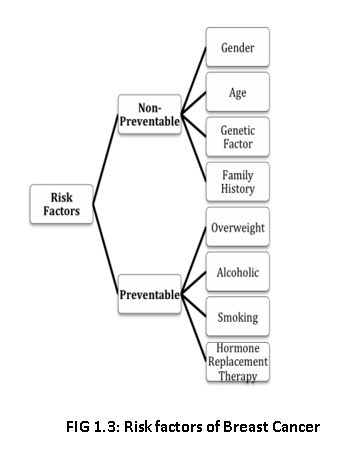 Risk
Factors
Non-
Preventable
Gender
Age
Genetic
Factor
Family
History
Preventable
Overweight
Alcoholic
Smoking
Hormone
Replacement
Therapy
FIG 1.3: Risk factors of Breast Cancer